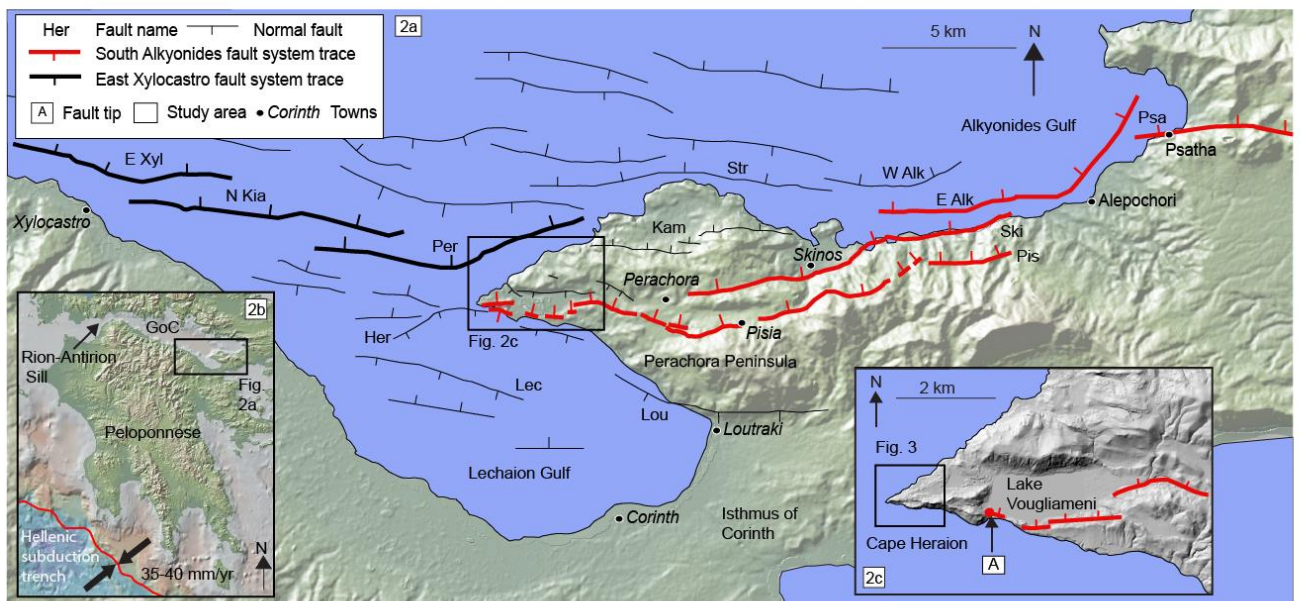 Her Fault name Normal fault
South Alkyonides fault system trace
East Xylocastro fault system trace
A Fault tip Study area Corinth Towns
2a
5 km
N
Alkyonides Gulf
Psa
Psatha
E Xyl
Str
W Alk
N Kia
E Alk
Alepochori
Xylocastro
Per
Kam
Skinos
Ski
Pis
Perachora
Her
Fig. 2c
Pisia
Perachora Peninsula
Lec
Lou
Loutraki
Lechaion Gulf
Corinth
Isthmus of
Corinth
2b
GoC
Rion-Antirion
Sill
Fig.
2a
Peloponnese
Hellenic
subduction
trench
35-40 mm/yr
N
N
2 km
Fig. 3
Lake
Vougliameni
Cape Heraion
A
2c